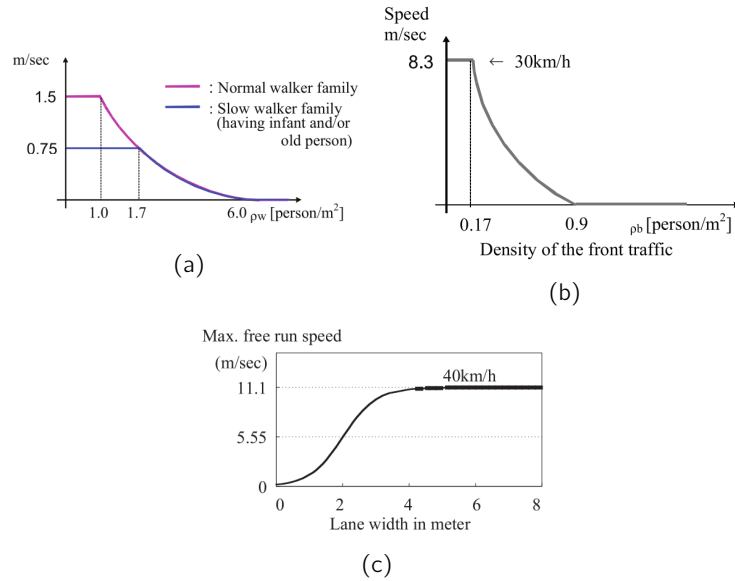 m/sec
1.5
0.75
: Normal walker family
: Slow walker family
(having infant and/or
old person)
1.0 1.7 6.0 ρw [person/m²]
(a)
Speed
m/sec
8.3
← 30km/h
0.17 0.9 ρb [person/m²]
Density of the front traffic
(b)
Max. free run speed
(m/sec)
11.1
40km/h
5.55
0
0 2 4 6 8
Lane width in meter
(c)